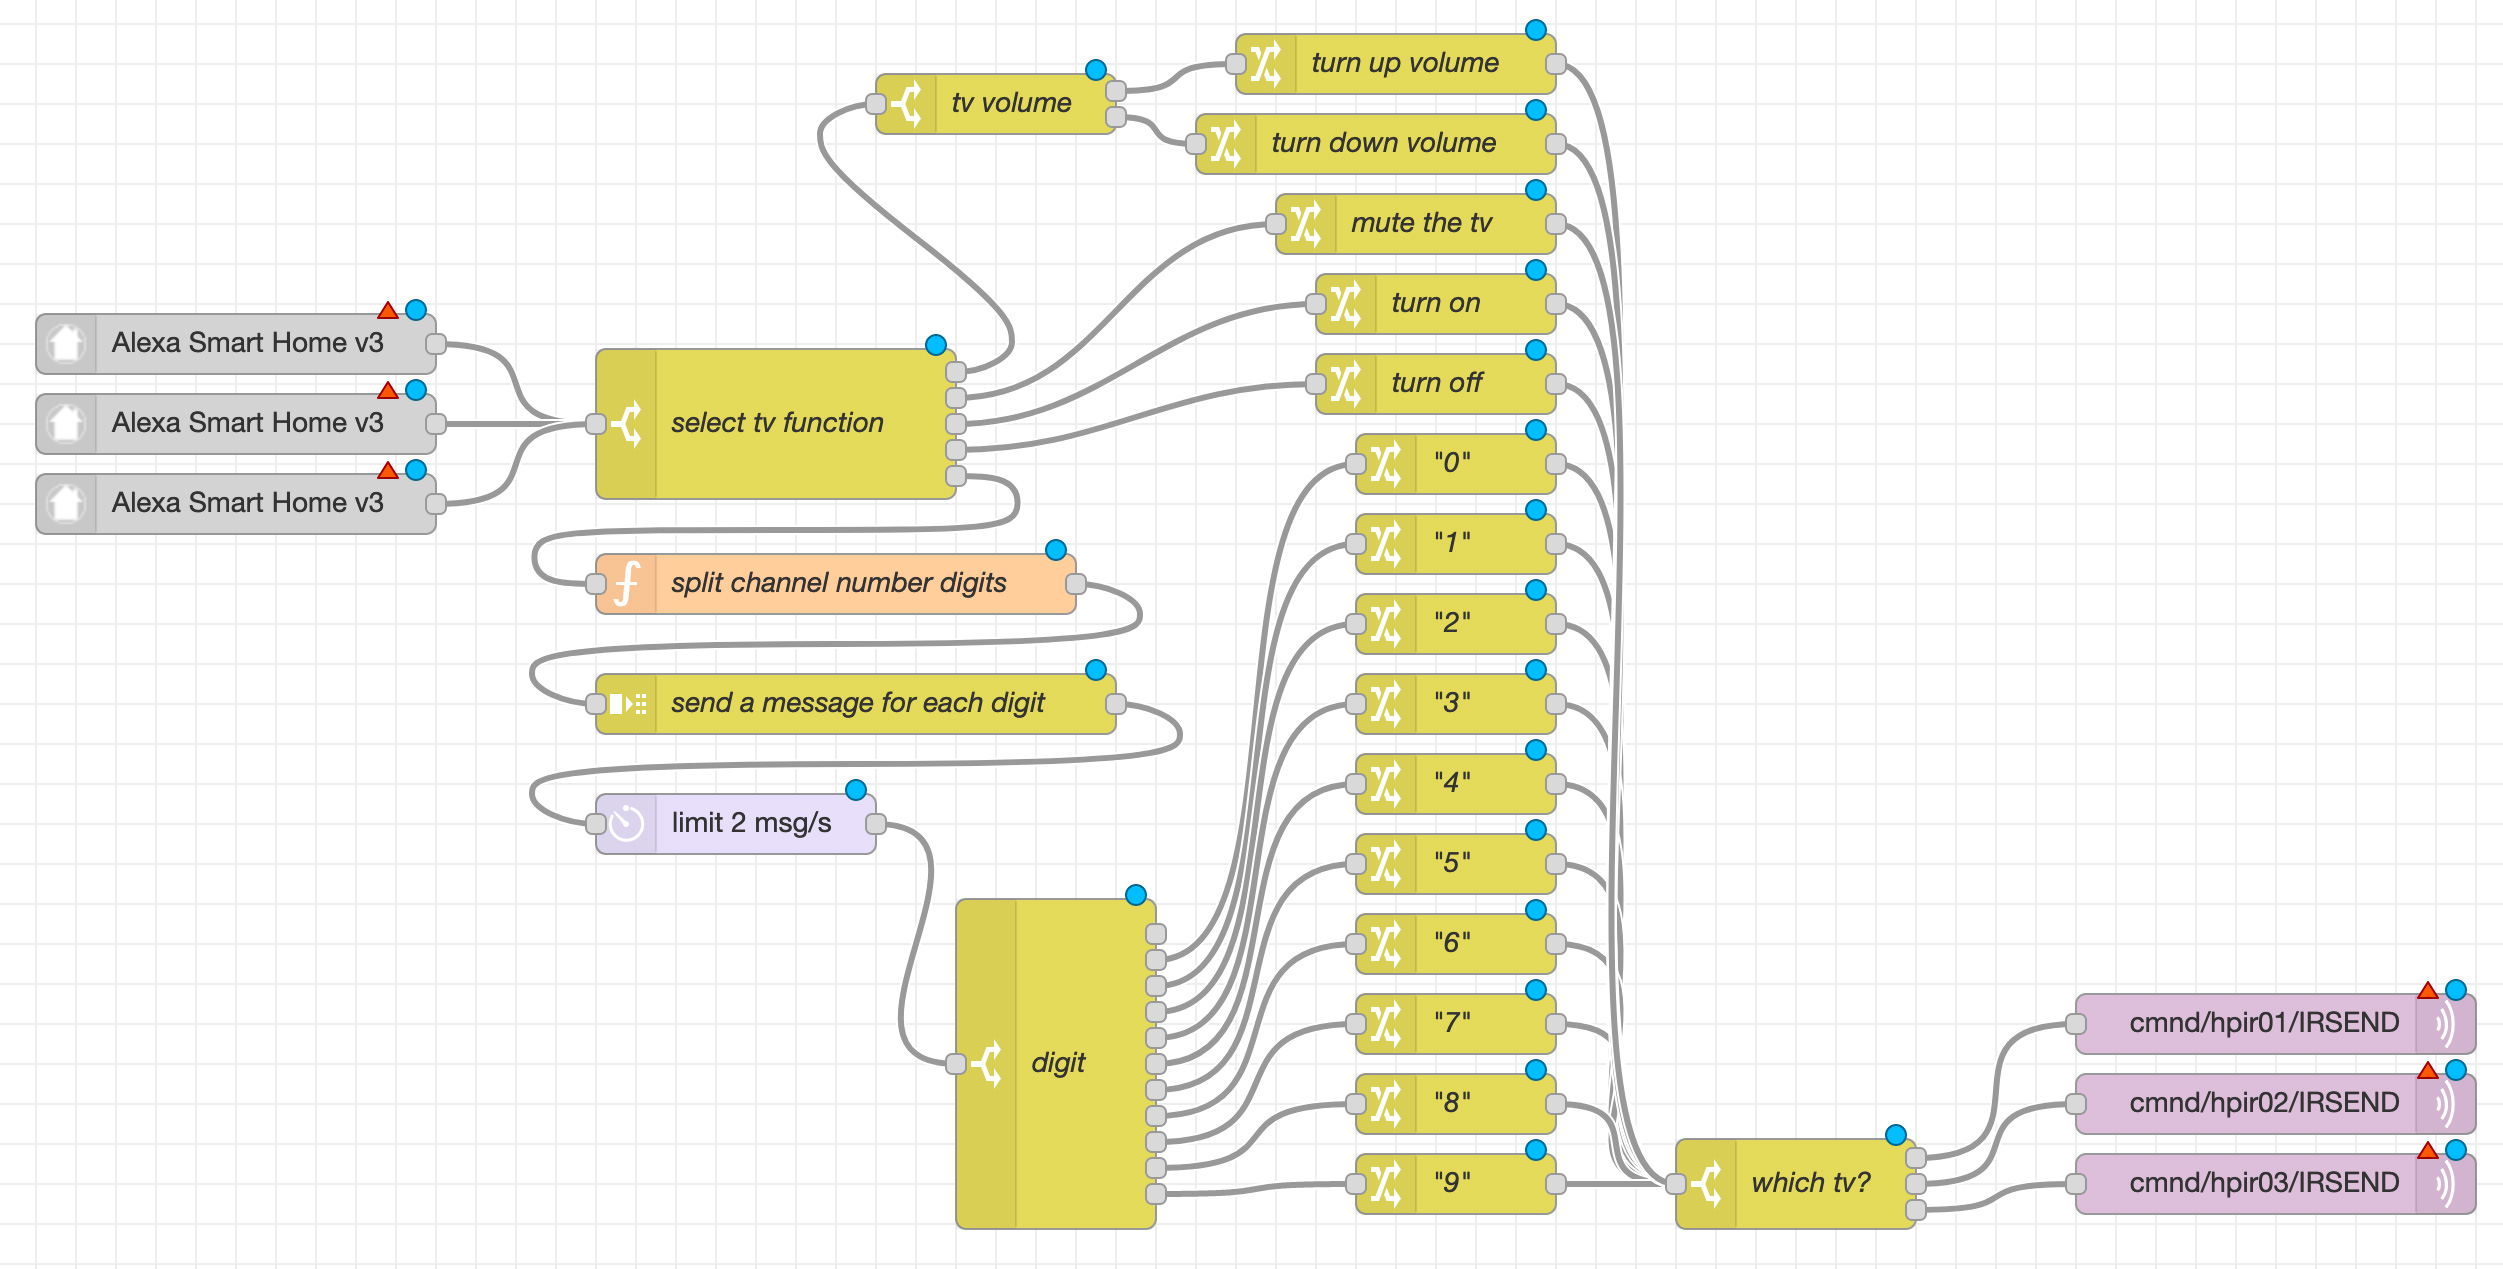 turn up volume
tv volume
turn down volume
mute the tv
turn on
Alexa Smart Home v3
turn off
Alexa Smart Home v3
select tv function
"0"
Alexa Smart Home v3
"1"
split channel number digits
"2"
send a message for each digit
"3"
"4"
limit 2 msg/s
"5"
"6"
"7"
cmnd/hpir01/IRSEND
digit
"8"
cmnd/hpir02/IRSEND
"9"
which tv?
cmnd/hpir03/IRSEND